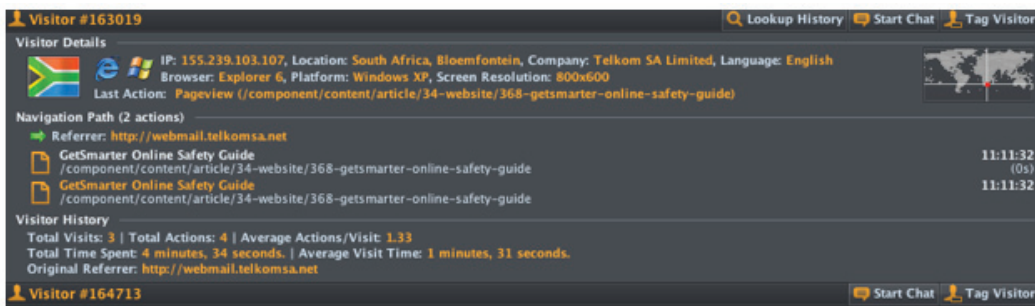 Visitor #163019 Lookup History Start Chat Tag Visitor
Visitor Details
IP: 155.239.103.107, Location: South Africa, Bloemfontein, Company: Telkom SA Limited, Language: English
Browser: Explorer 6, Platform: Windows XP, Screen Resolution: 800x600
Last Action: Pageview (/component/content/article/34-website/368-getsmarter-online-safety-guide)
Navigation Path (2 actions)
Referrer: http://webmail.telkomsa.net
GetSmarter Online Safety Guide 11:11:32
/component/content/article/34-website/368-getsmarter-online-safety-guide (0s)
GetSmarter Online Safety Guide 11:11:32
/component/content/article/34-website/368-getsmarter-online-safety-guide
Visitor History
Total Visits: 3 | Total Actions: 4 | Average Actions/Visit: 1.33
Total Time Spent: 4 minutes, 34 seconds. | Average Visit Time: 1 minutes, 31 seconds.
Original Referrer: http://webmail.telkomsa.net
Visitor #164713 Start Chat Tag Visitor